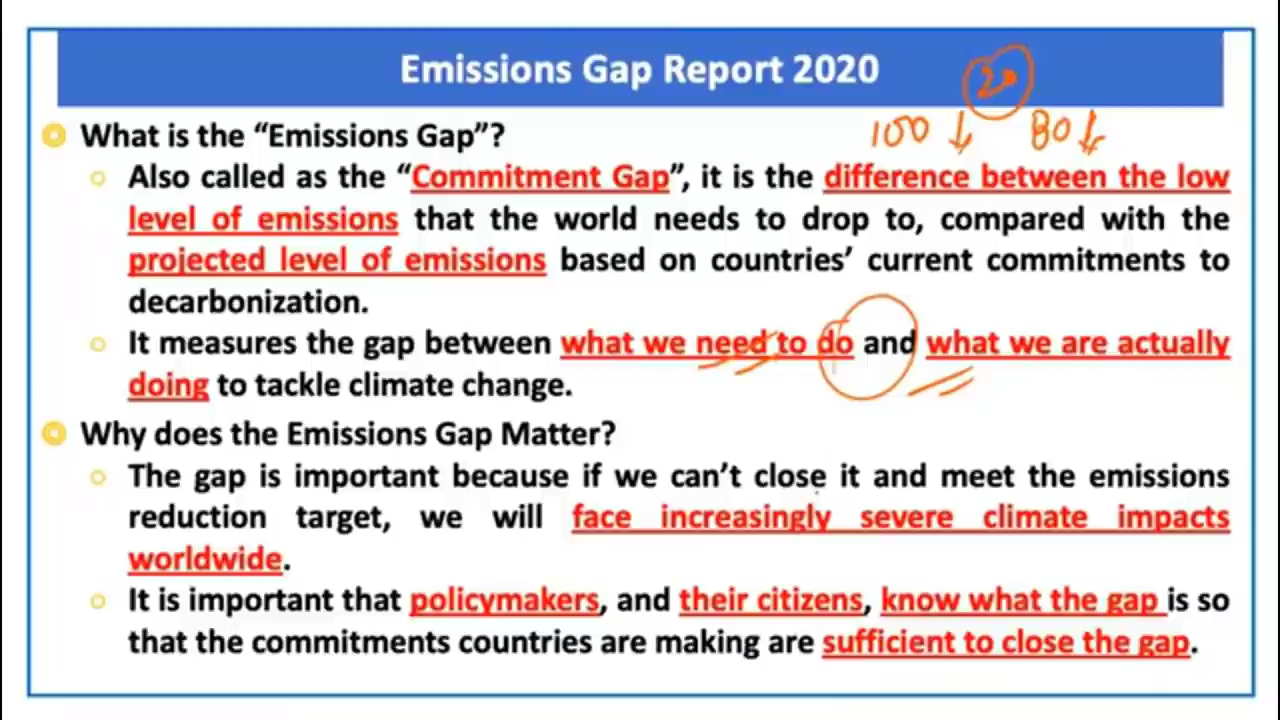 Emissions Gap Report 2020
20
100 ↓ 80 ↓
What is the “Emissions Gap”?
Also called as the “Commitment Gap”, it is the difference between the low
level of emissions that the world needs to drop to, compared with the
projected level of emissions based on countries’ current commitments to
decarbonization.
It measures the gap between what we need to do and what we are actually
doing to tackle climate change.
Why does the Emissions Gap Matter?
The gap is important because if we can’t close it and meet the emissions
reduction target, we will face increasingly severe climate impacts
worldwide.
It is important that policymakers, and their citizens, know what the gap is so
that the commitments countries are making are sufficient to close the gap.